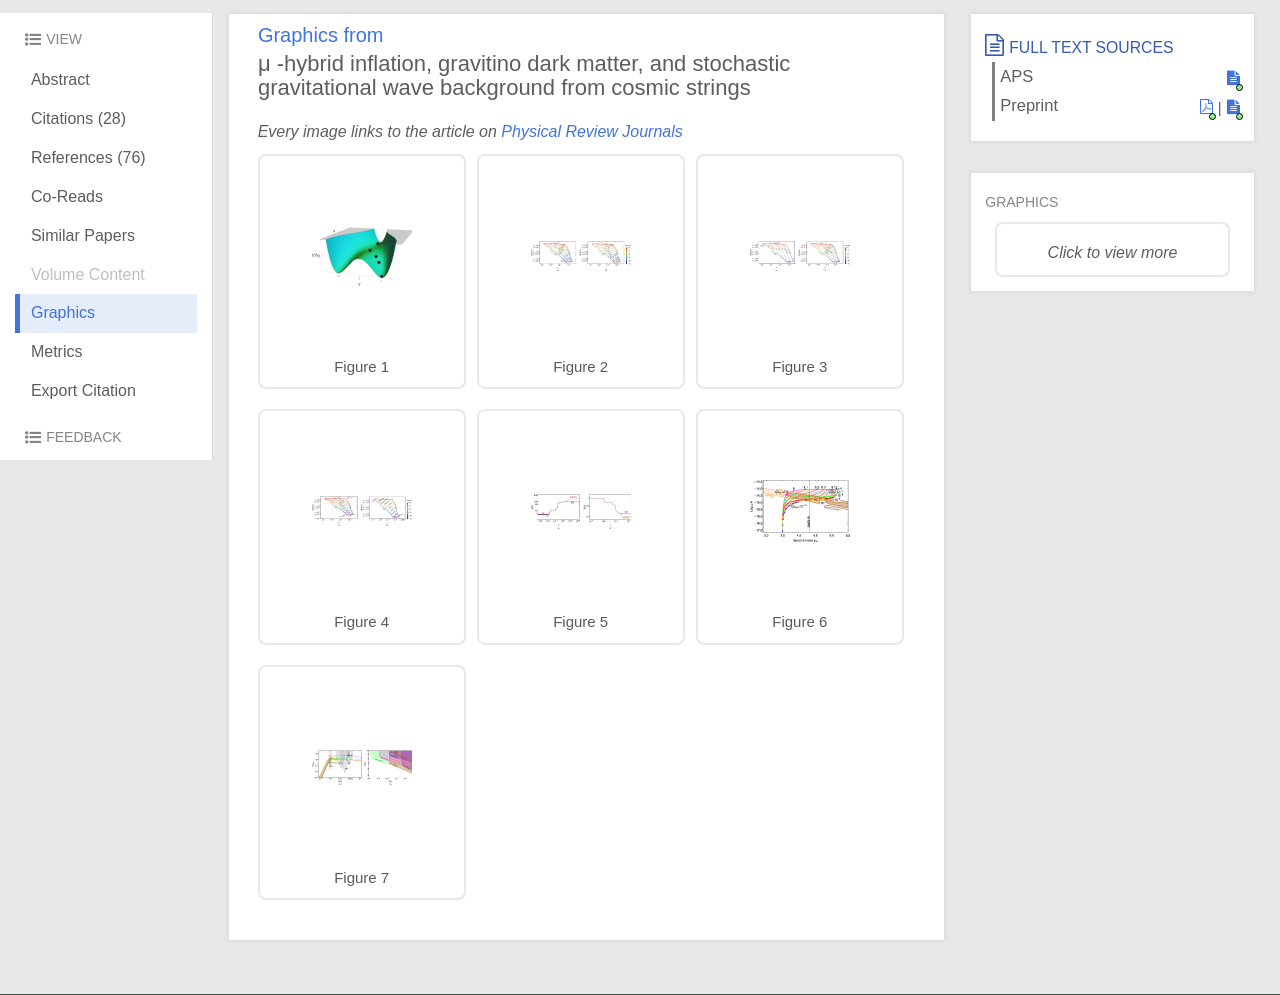 VIEW
Abstract
Citations (28)
References (76)
Co-Reads
Similar Papers
Volume Content
Graphics
Metrics
Export Citation
FEEDBACK
Graphics from
μ -hybrid inflation, gravitino dark matter, and stochastic
gravitational wave background from cosmic strings
Every image links to the article on Physical Review Journals
Figure 1
Figure 2
Figure 3
Figure 4
Figure 5
Figure 6
Figure 7
FULL TEXT SOURCES
APS
Preprint
|
GRAPHICS
Click to view more